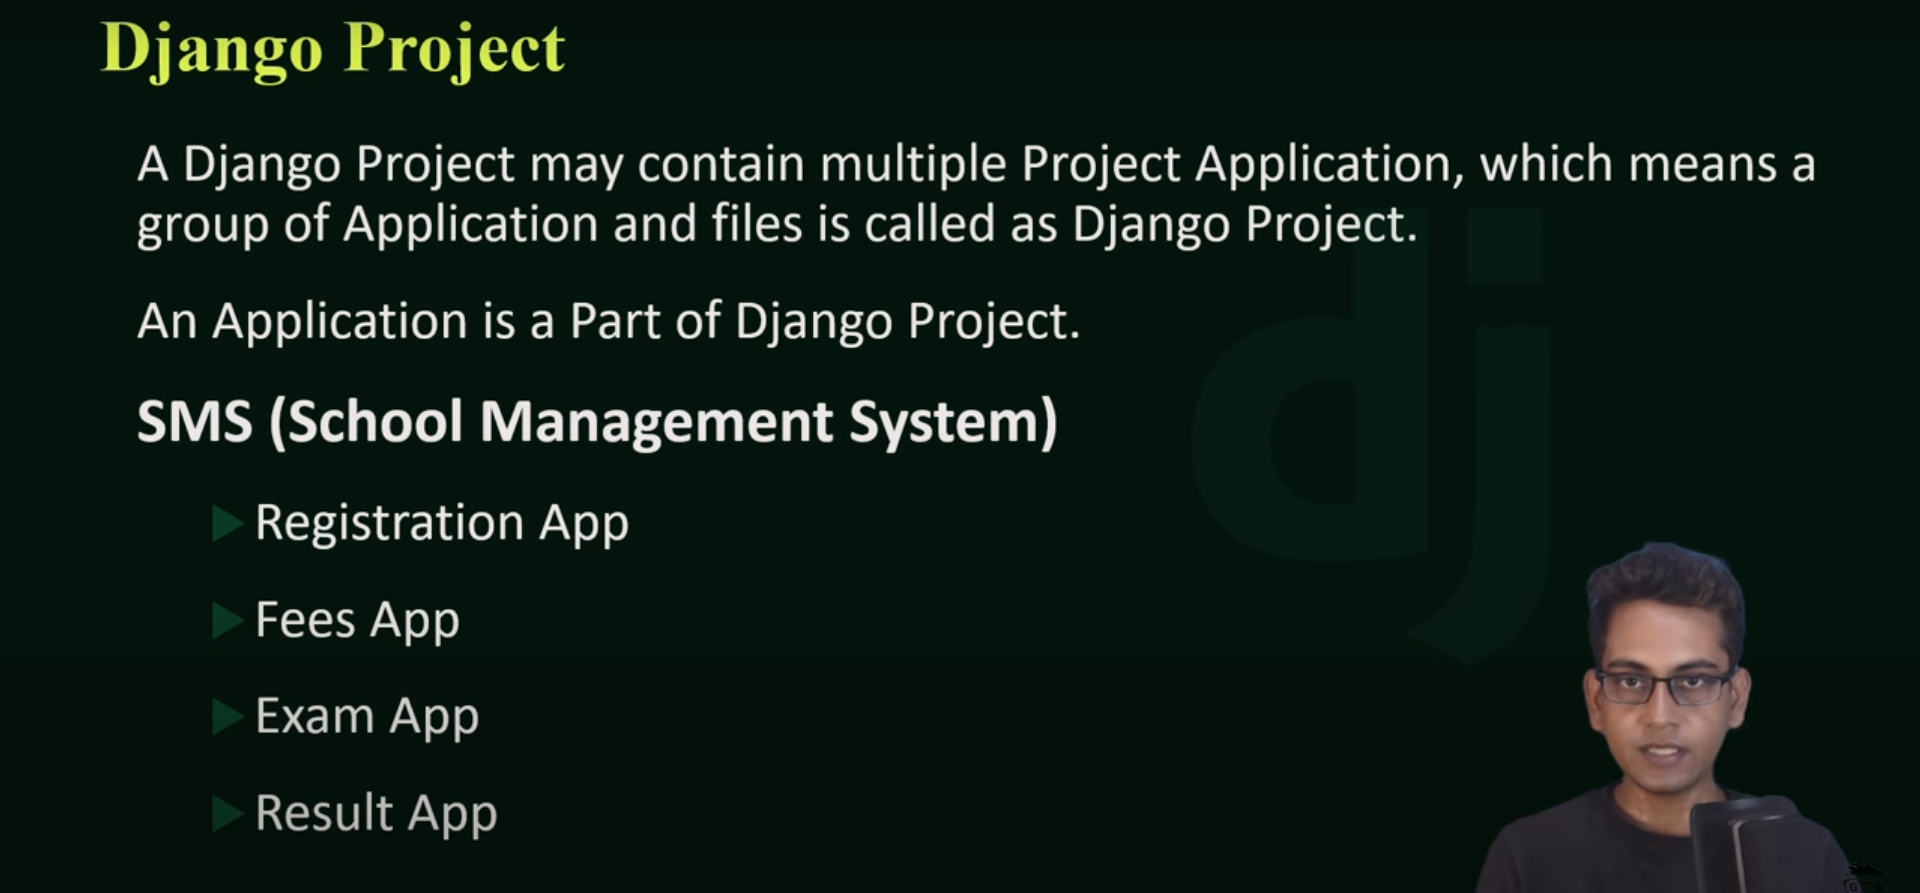 Django Project
A Django Project may contain multiple Project Application, which means a
group of Application and files is called as Django Project.
An Application is a Part of Django Project.
SMS (School Management System)
Registration App
Fees App
Exam App
Result App
dj